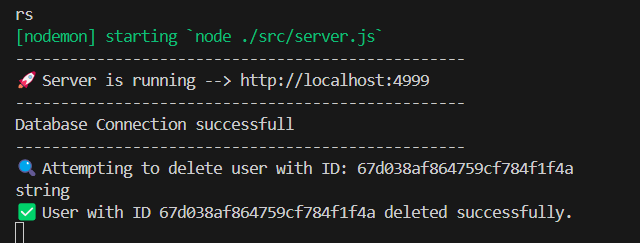 rs
[nodemon] starting `node ./src/server.js`
--------------------------------------------------
🚀 Server is running --> http://localhost:4999
--------------------------------------------------
Database Connection successfull
--------------------------------------------------
🔍 Attempting to delete user with ID: 67d038af864759cf784f1f4a
string
✅ User with ID 67d038af864759cf784f1f4a deleted successfully.